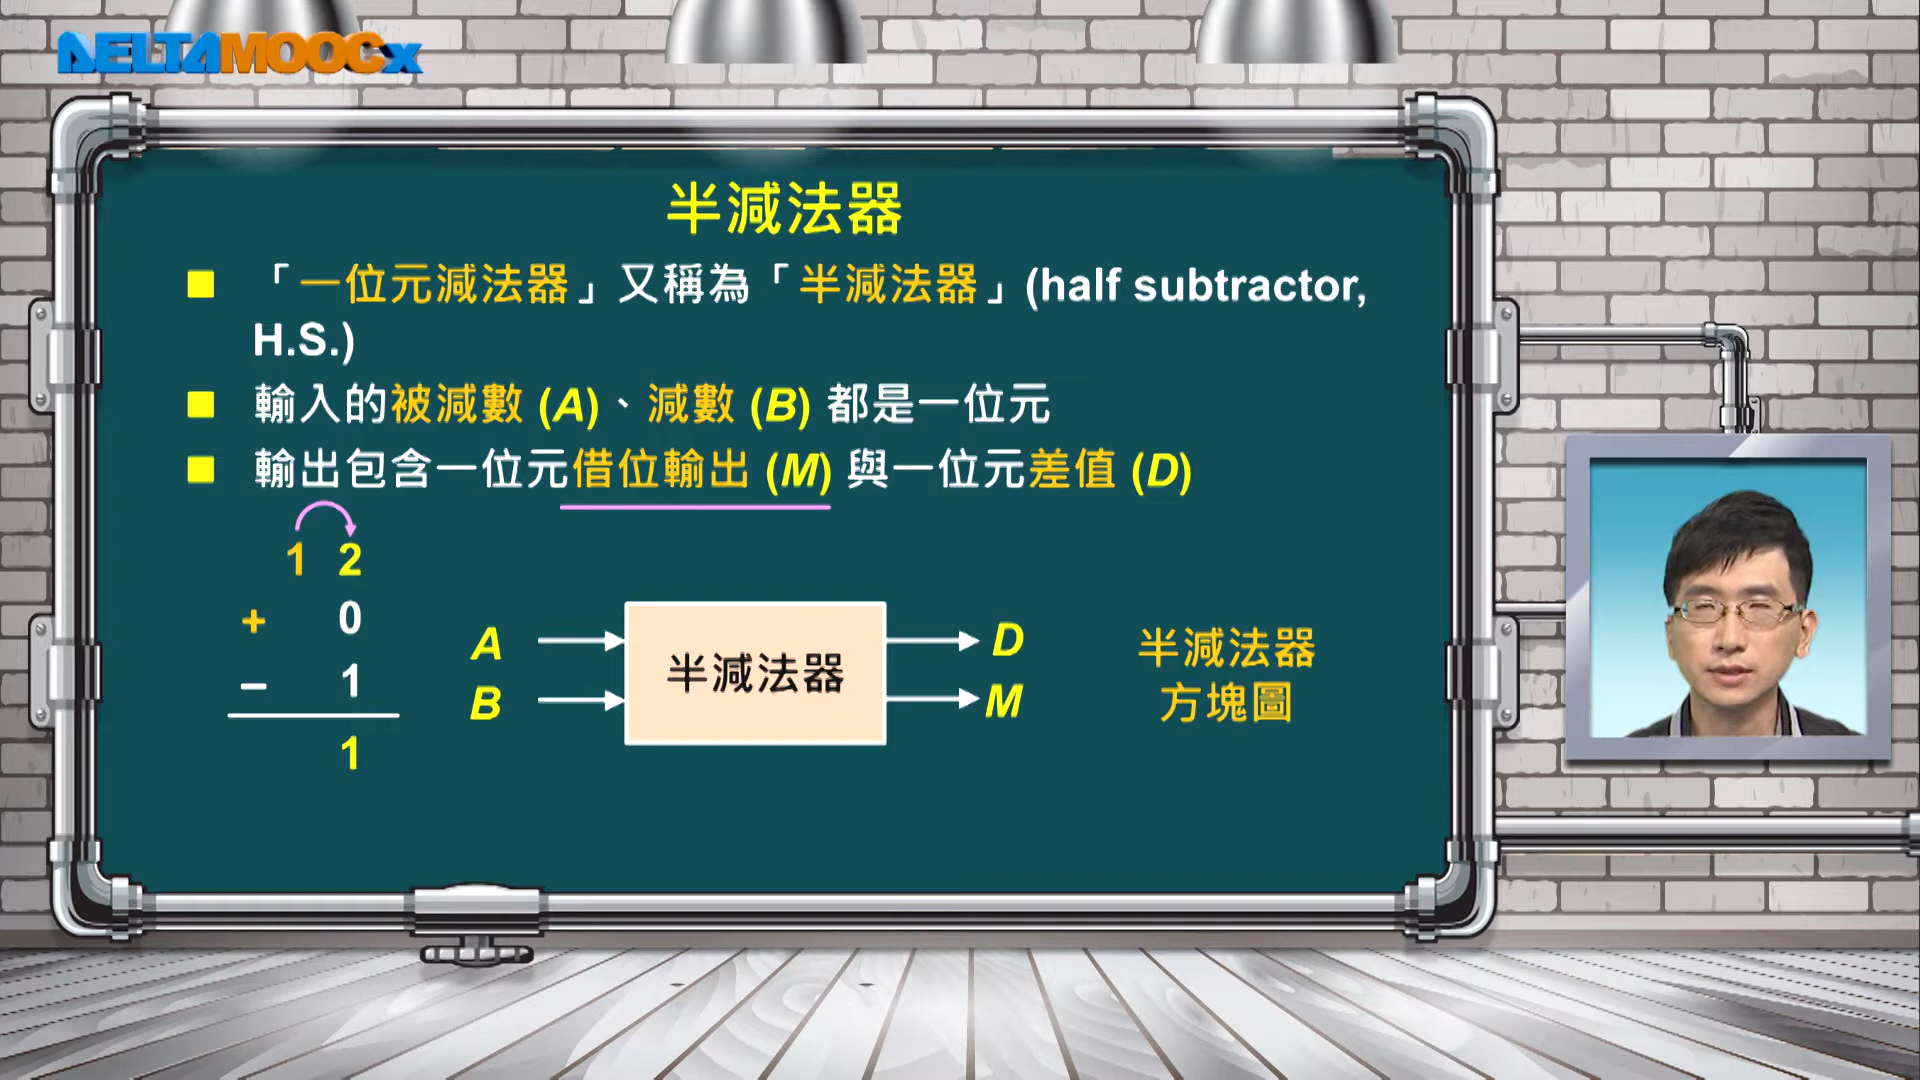 DELTAMOOCx
半減法器
「一位元減法器」又稱為「半減法器」(half subtractor,
H.S.)
輸入的被減數 (A)、減數 (B) 都是一位元
輸出包含一位元借位輸出 (M) 與一位元差值 (D)
1 2
+ 0
− 1
1
A
B
半減法器
D
M
半減法器
方塊圖